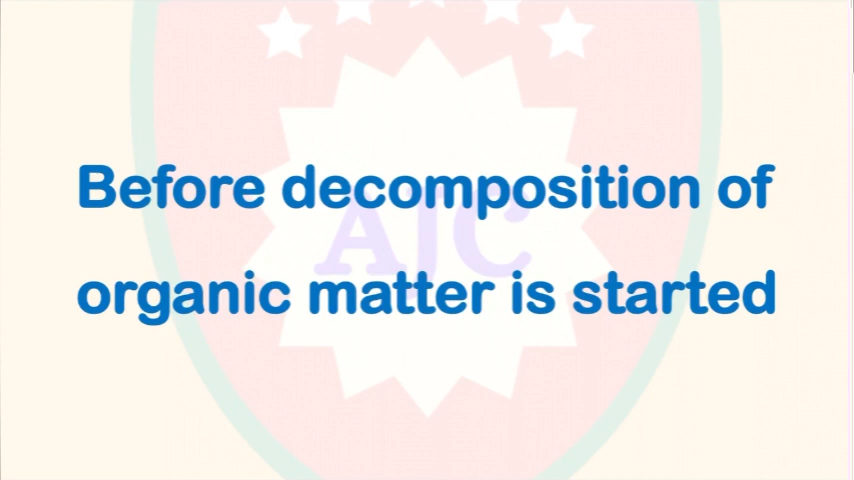 Before decomposition of
AJC
organic matter is started